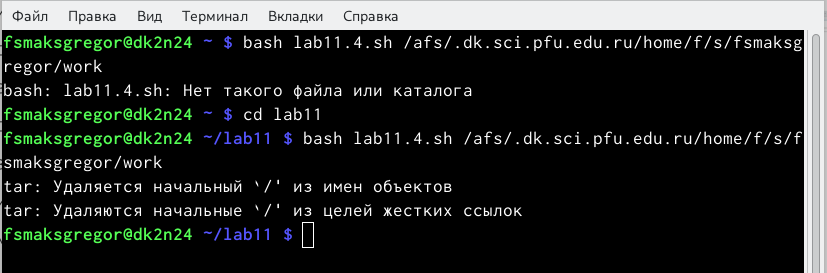 Файл Правка Вид Терминал Вкладки Справка
fsmaksgregor@dk2n24 ~ $ bash lab11.4.sh /afs/.dk.sci.pfu.edu.ru/home/f/s/fsmaksg
regor/work
bash: lab11.4.sh: Нет такого файла или каталога
fsmaksgregor@dk2n24 ~ $ cd lab11
fsmaksgregor@dk2n24 ~/lab11 $ bash lab11.4.sh /afs/.dk.sci.pfu.edu.ru/home/f/s/f
smaksgregor/work
tar: Удаляется начальный `/' из имен объектов
tar: Удаляются начальные `/' из целей жестких ссылок
fsmaksgregor@dk2n24 ~/lab11 $